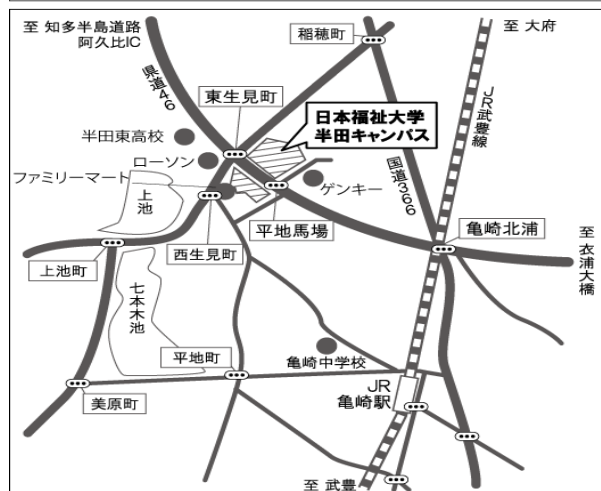 至 知多半島道路
阿久比IC
稲穂町
至 大府
県道46
JR武豊線
東生見町
日本福祉大学
半田キャンパス
半田東高校
ローソン
国道366
ファミリーマート
ゲンキー
上池
平地馬場
亀崎北浦
至 衣浦大橋
上池町
西生見町
七本木池
平地町
亀崎中学校
JR
亀崎駅
美原町
至 武豊